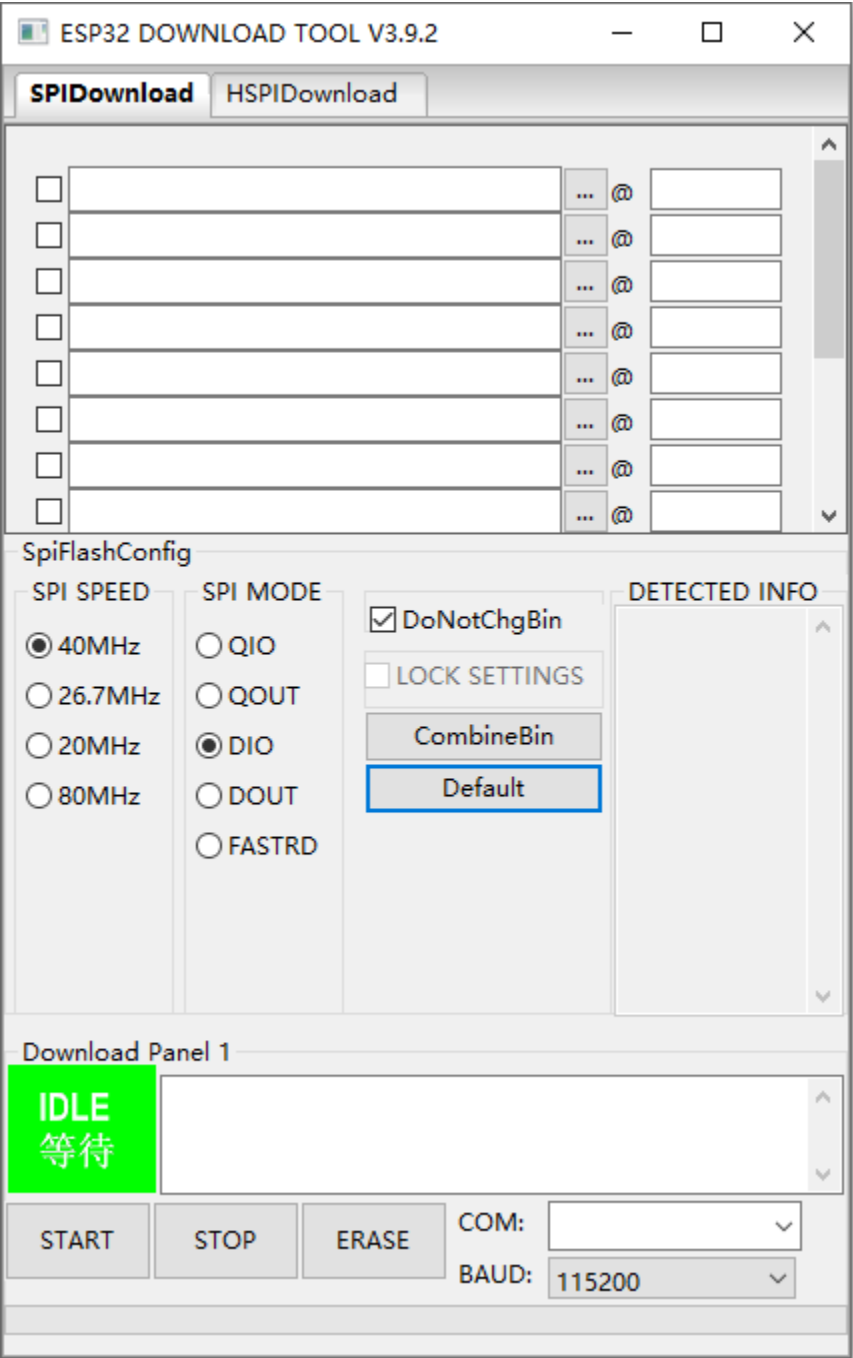 ESP32 DOWNLOAD TOOL V3.9.2
SPIDownload HSPIDownload
... @
... @
... @
... @
... @
... @
... @
... @
SpiFlashConfig
SPI SPEED
40MHz
26.7MHz
20MHz
80MHz
SPI MODE
QIO
QOUT
DIO
DOUT
FASTRD
DoNotChgBin
LOCK SETTINGS
CombineBin
Default
DETECTED INFO
Download Panel 1
IDLE
等待
START STOP ERASE
COM:
BAUD: 115200